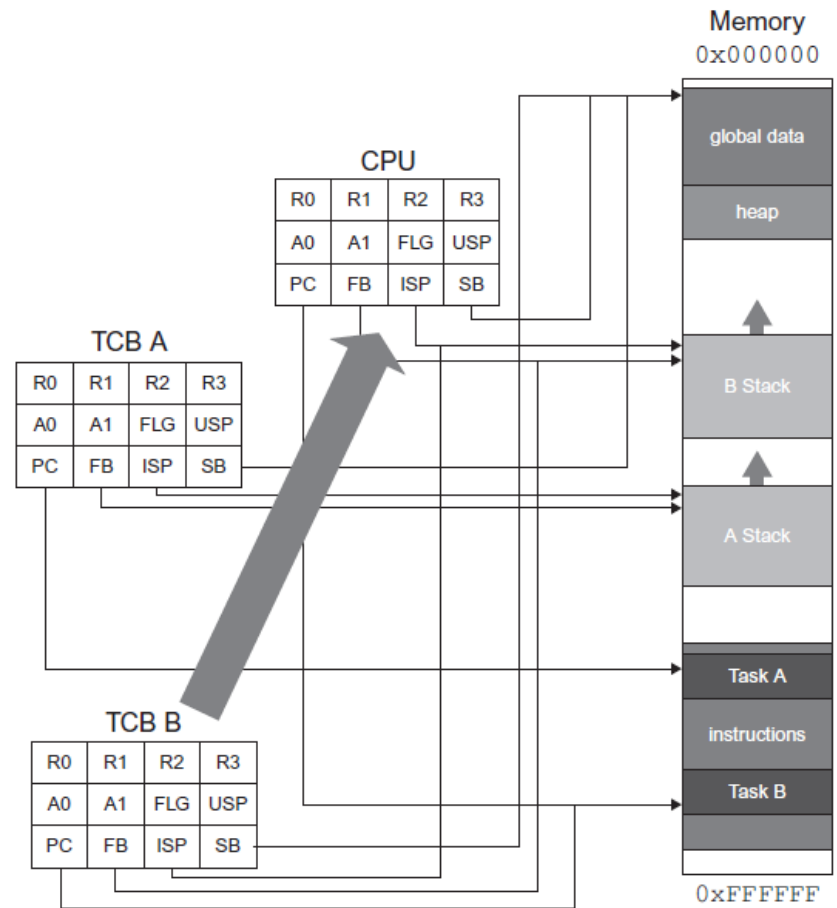 Memory
0x000000
global data
heap
CPU
R0 R1 R2 R3
A0 A1 FLG USP
PC FB ISP SB
TCB A
R0 R1 R2 R3
A0 A1 FLG USP
PC FB ISP SB
B Stack
A Stack
Task A
instructions
Task B
TCB B
R0 R1 R2 R3
A0 A1 FLG USP
PC FB ISP SB
0xFFFFFF